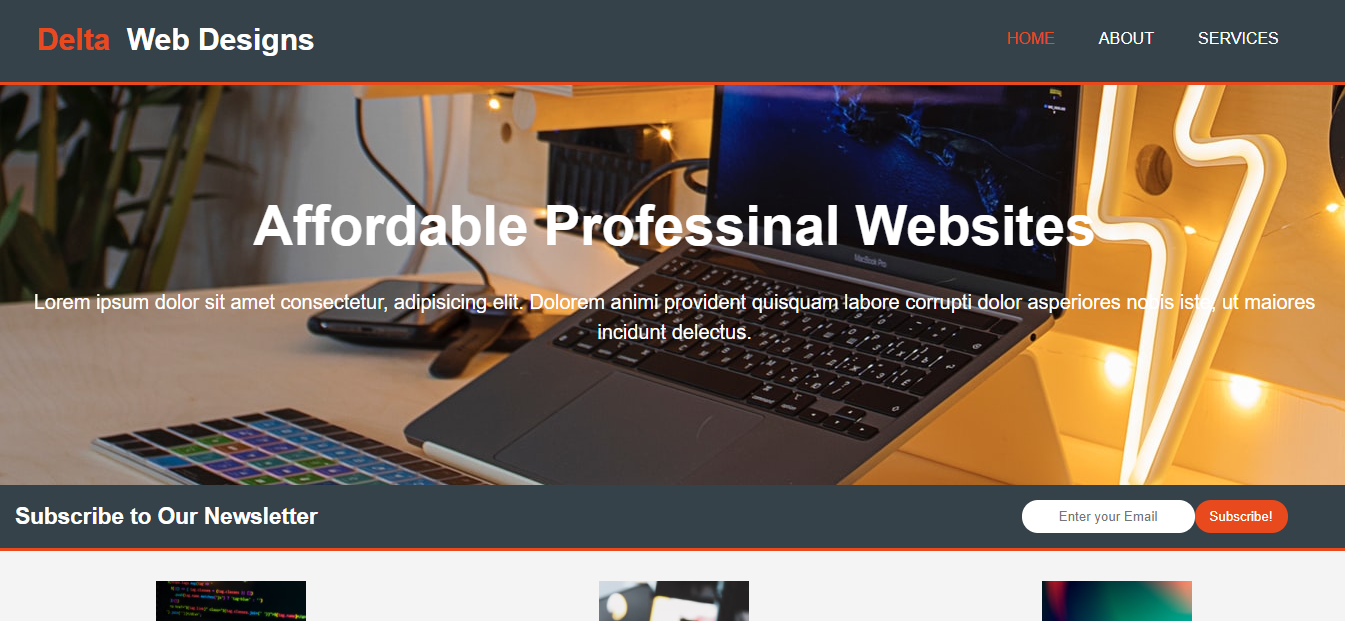 Delta Web Designs
HOME ABOUT SERVICES
MacBook Pro
Affordable Professinal Websites
Lorem ipsum dolor sit amet consectetur, adipisicing elit. Dolorem animi provident quisquam labore corrupti dolor asperiores nobis iste, ut maiores
incidunt delectus.
Subscribe to Our Newsletter
Enter your Email
Subscribe!